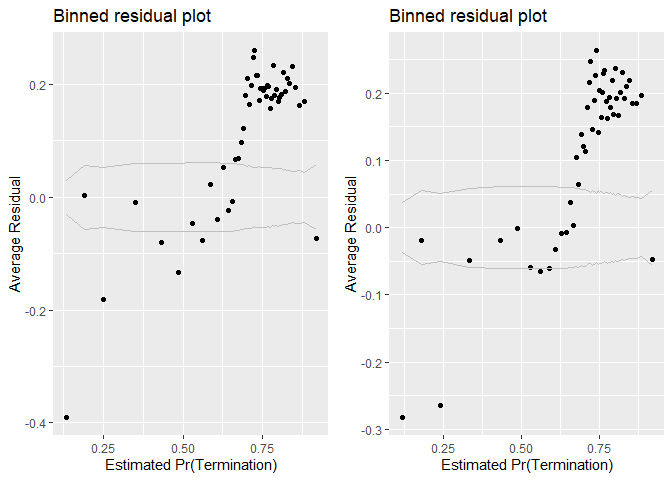 Binned residual plot
0.2
0.0
-0.2
-0.4
Average Residual
0.25
0.50
0.75
Estimated Pr(Termination)
Binned residual plot
0.2
0.1
0.0
-0.1
-0.2
-0.3
Average Residual
0.25
0.50
0.75
Estimated Pr(Termination)